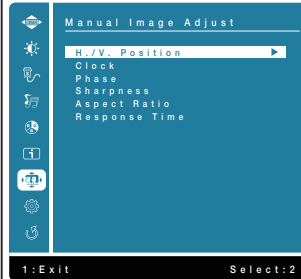 Manual Image Adjust
H./V. Position
Clock
Phase
Sharpness
Aspect Ratio
Response Time
1:Exit Select:2